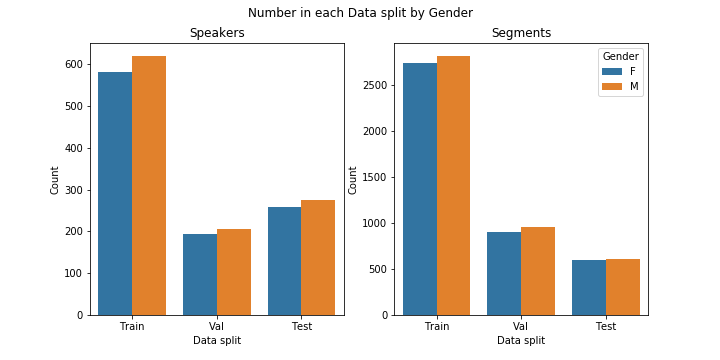 Number in each Data split by Gender
Speakers
Count
600
500
400
300
200
100
0
Train Val Test
Data split
Segments
Count
2500
2000
1500
1000
500
0
Train Val Test
Data split
Gender
F
M